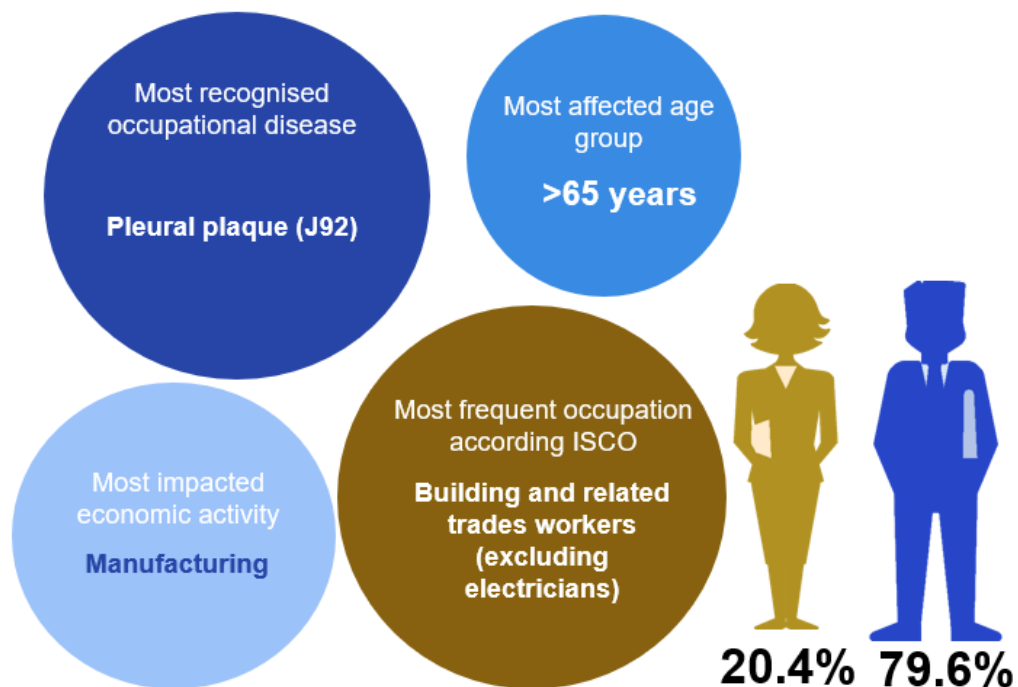 Most recognised
occupational disease
Pleural plaque (J92)
Most affected age
group
>65 years
Most impacted
economic activity
Manufacturing
Most frequent occupation
according ISCO
Building and related
trades workers
(excluding
electricians)
20.4%
79.6%